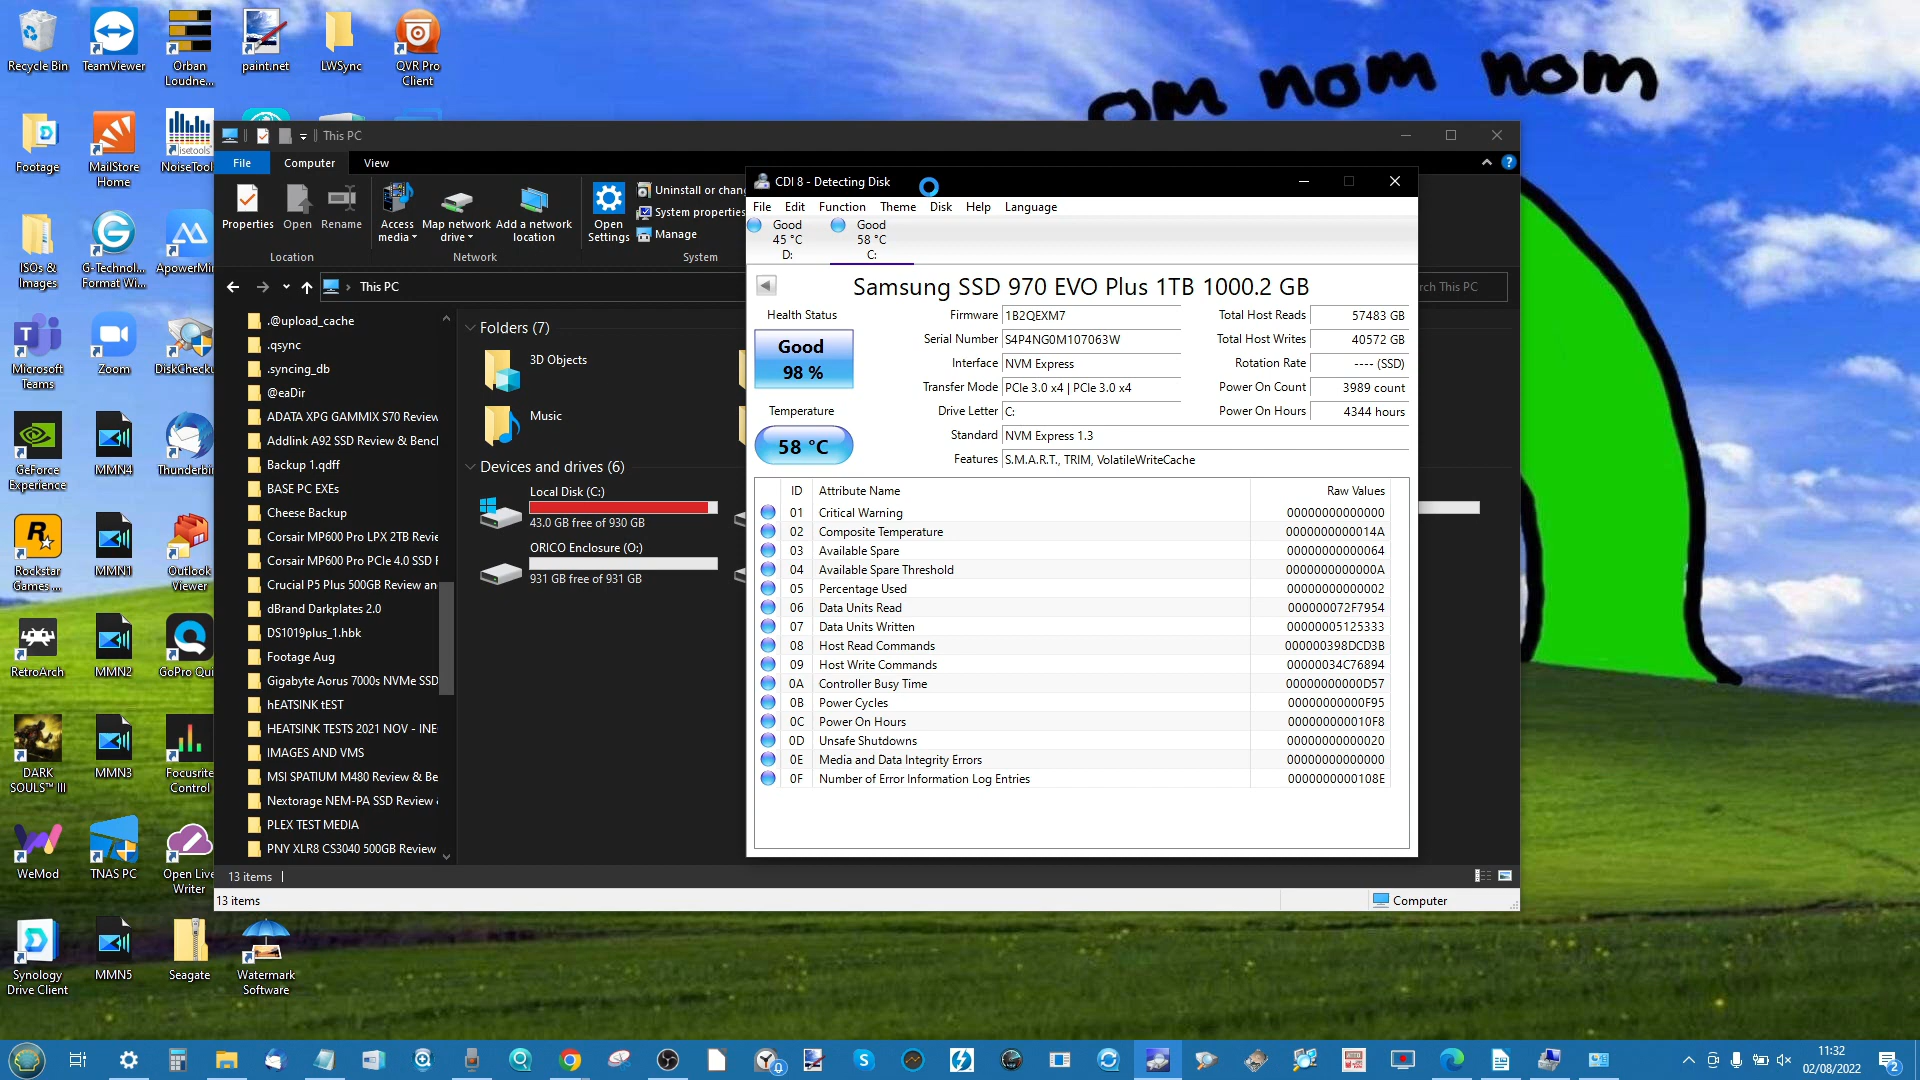 om nom nom
Recycle Bin
TeamViewer
Orban
Loudne...
paint.net
LWSync
QVR Pro
Client
Footage
MailStore
Home
NoiseTool
ISOs &
Images
G-Technol...
Format Wi...
ApowerMi
Microsoft
Teams
Zoom
DiskChecku
GeForce
Experience
MMN4
Thunderbi
Rockstar
Games ...
MMN1
Outlook
Viewer
RetroArch
MMN2
GoPro Qui
DARK
SOULS™ III
MMN3
Focusrite
Control
WeMod
TNAS PC
Open Live
Writer
Synology
Drive Client
MMN5
Seagate
Watermark
Software
This PC
File
Computer
View
Properties
Open
Rename
Access
media
Map network
drive
Add a network
location
Open
Settings
Uninstall or chan
System properties
Manage
Location
Network
System
This PC
rch This PC
.@upload_cache
.qsync
.syncing_db
@eaDir
ADATA XPG GAMMIX S70 Review
Addlink A92 SSD Review & Bencl
Backup 1.qdff
BASE PC EXEs
Cheese Backup
Corsair MP600 Pro LPX 2TB Revie
Corsair MP600 Pro PCIe 4.0 SSD F
Crucial P5 Plus 500GB Review an
dBrand Darkplates 2.0
DS1019plus_1.hbk
Footage Aug
Gigabyte Aorus 7000s NVMe SSD
hEATSINK tEST
HEATSINK TESTS 2021 NOV - INE
IMAGES AND VMS
MSI SPATIUM M480 Review & Be
Nextorage NEM-PA SSD Review &
PLEX TEST MEDIA
PNY XLR8 CS3040 500GB Review
Folders (7)
3D Objects
Music
Devices and drives (6)
Local Disk (C:)
43.0 GB free of 930 GB
ORICO Enclosure (O:)
931 GB free of 931 GB
13 items
13 items
Computer
CDI 8 - Detecting Disk
File Edit Function Theme Disk Help Language
Good
45 °C
D:
Good
58 °C
C:
Samsung SSD 970 EVO Plus 1TB 1000.2 GB
Health Status
Good
98 %
Temperature
58 °C
Firmware 1B2QEXM7
Serial Number S4P4NG0M107063W
Interface NVM Express
Transfer Mode PCIe 3.0 x4 | PCIe 3.0 x4
Drive Letter C:
Standard NVM Express 1.3
Features S.M.A.R.T., TRIM, VolatileWriteCache
Total Host Reads 57483 GB
Total Host Writes 40572 GB
Rotation Rate ---- (SSD)
Power On Count 3989 count
Power On Hours 4344 hours
ID Attribute Name Raw Values
01 Critical Warning 00000000000000
02 Composite Temperature 0000000000014A
03 Available Spare 00000000000064
04 Available Spare Threshold 0000000000000A
05 Percentage Used 00000000000002
06 Data Units Read 000000072F7954
07 Data Units Written 00000005125333
08 Host Read Commands 000000398DCD3B
09 Host Write Commands 00000034C76894
0A Controller Busy Time 00000000000D57
0B Power Cycles 00000000000F95
0C Power On Hours 000000000010F8
0D Unsafe Shutdowns 00000000000020
0E Media and Data Integrity Errors 00000000000000
0F Number of Error Information Log Entries 0000000000108E
11:32
02/08/2022
2